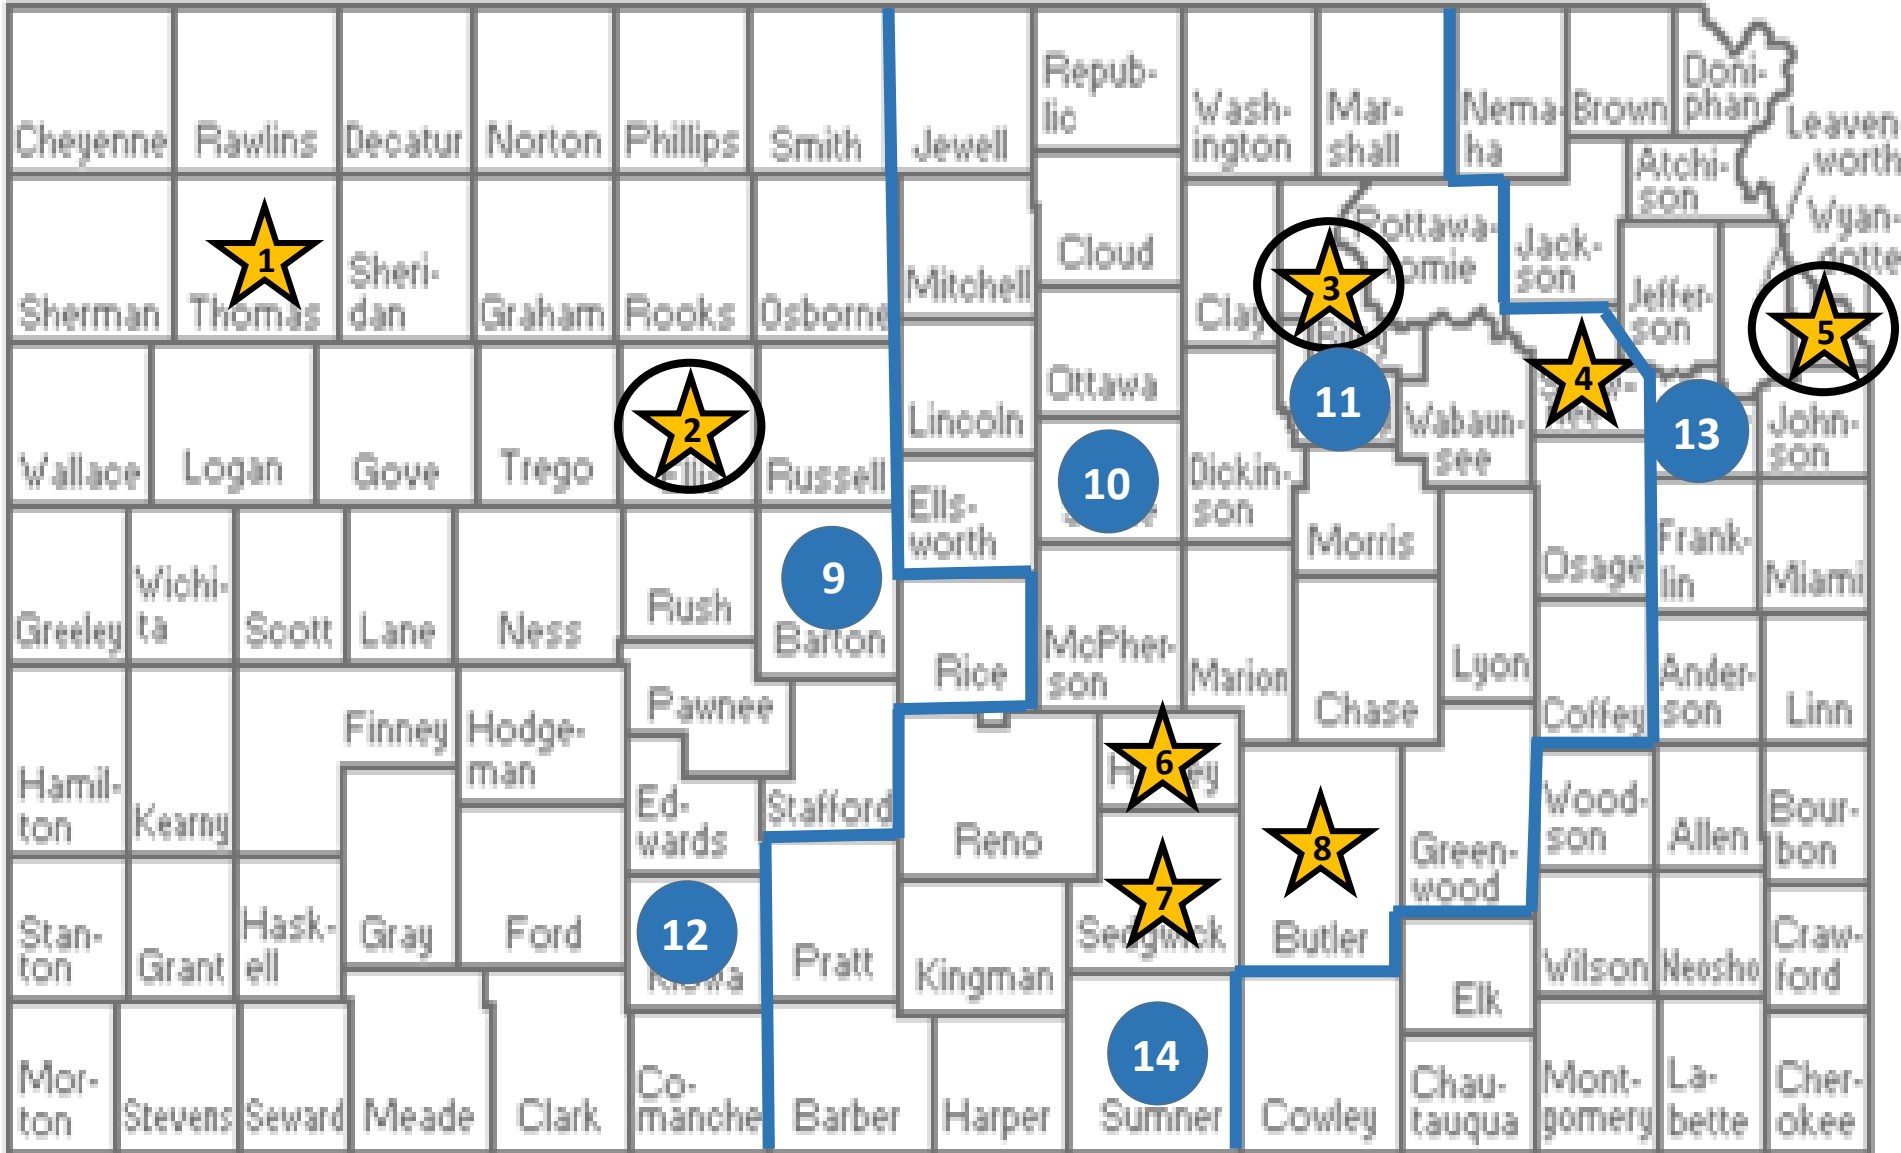 Cheyenne
Rawlins
Decatur
Norton
Phillips
Smith
Jewell
Repub-
lic
Wash-
ington
Mar-
shall
Nema-
ha
Brown
Doni-
phan
Leaven
worth
Atchi-
son
Wyan-
dotte
Sherman
1
Thomas
Sheri-
dan
Graham
Rooks
Osborne
Mitchell
Cloud
Clay
3
Pottawa-
tomie
Jack-
son
Jeffer-
son
5
Wallace
Logan
Gove
Trego
2
Ellis
Russell
Lincoln
Ottawa
11
4
13
John-
son
Wabaun-
see
Ells-
worth
10
Dickin-
son
Morris
Osage
Frank-
lin
Miami
Greeley
Wichi-
ta
Scott
Lane
Ness
Rush
9
Barton
Rice
McPher-
son
Marion
Chase
Lyon
Coffey
Ander-
son
Linn
Hamil-
ton
Kearny
Finney
Hodge-
man
Pawnee
Ed-
wards
Stafford
Reno
6
8
Green-
wood
Wood-
son
Allen
Bour-
bon
Stan-
ton
Grant
Hask-
ell
Gray
Ford
12
Kiowa
Pratt
Kingman
7
Sedgwick
Butler
Elk
Wilson
Neosho
Craw-
ford
Mor-
ton
Stevens
Seward
Meade
Clark
Co-
manche
Barber
Harper
14
Sumner
Cowley
Chau-
tauqua
Mont-
gomery
La-
bette
Cher-
okee